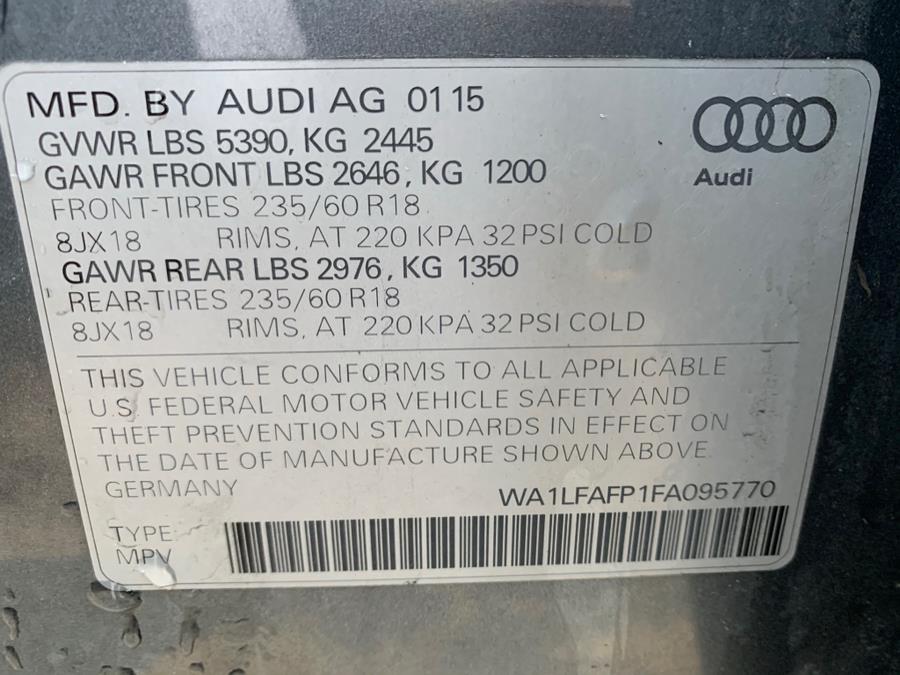 MFD. BY AUDI AG 01 15
GVWR LBS 5390, KG 2445
GAWR FRONT LBS 2646, KG 1200
FRONT-TIRES 235/60 R18
8JX18 RIMS, AT 220 KPA 32 PSI COLD
GAWR REAR LBS 2976, KG 1350
REAR-TIRES 235/60 R18
8JX18 RIMS, AT 220 KPA 32 PSI COLD
Audi
THIS VEHICLE CONFORMS TO ALL APPLICABLE
U.S. FEDERAL MOTOR VEHICLE SAFETY AND
THEFT PREVENTION STANDARDS IN EFFECT ON
THE DATE OF MANUFACTURE SHOWN ABOVE.
GERMANY WA1LFAFP1FA095770
TYPE:
MPV